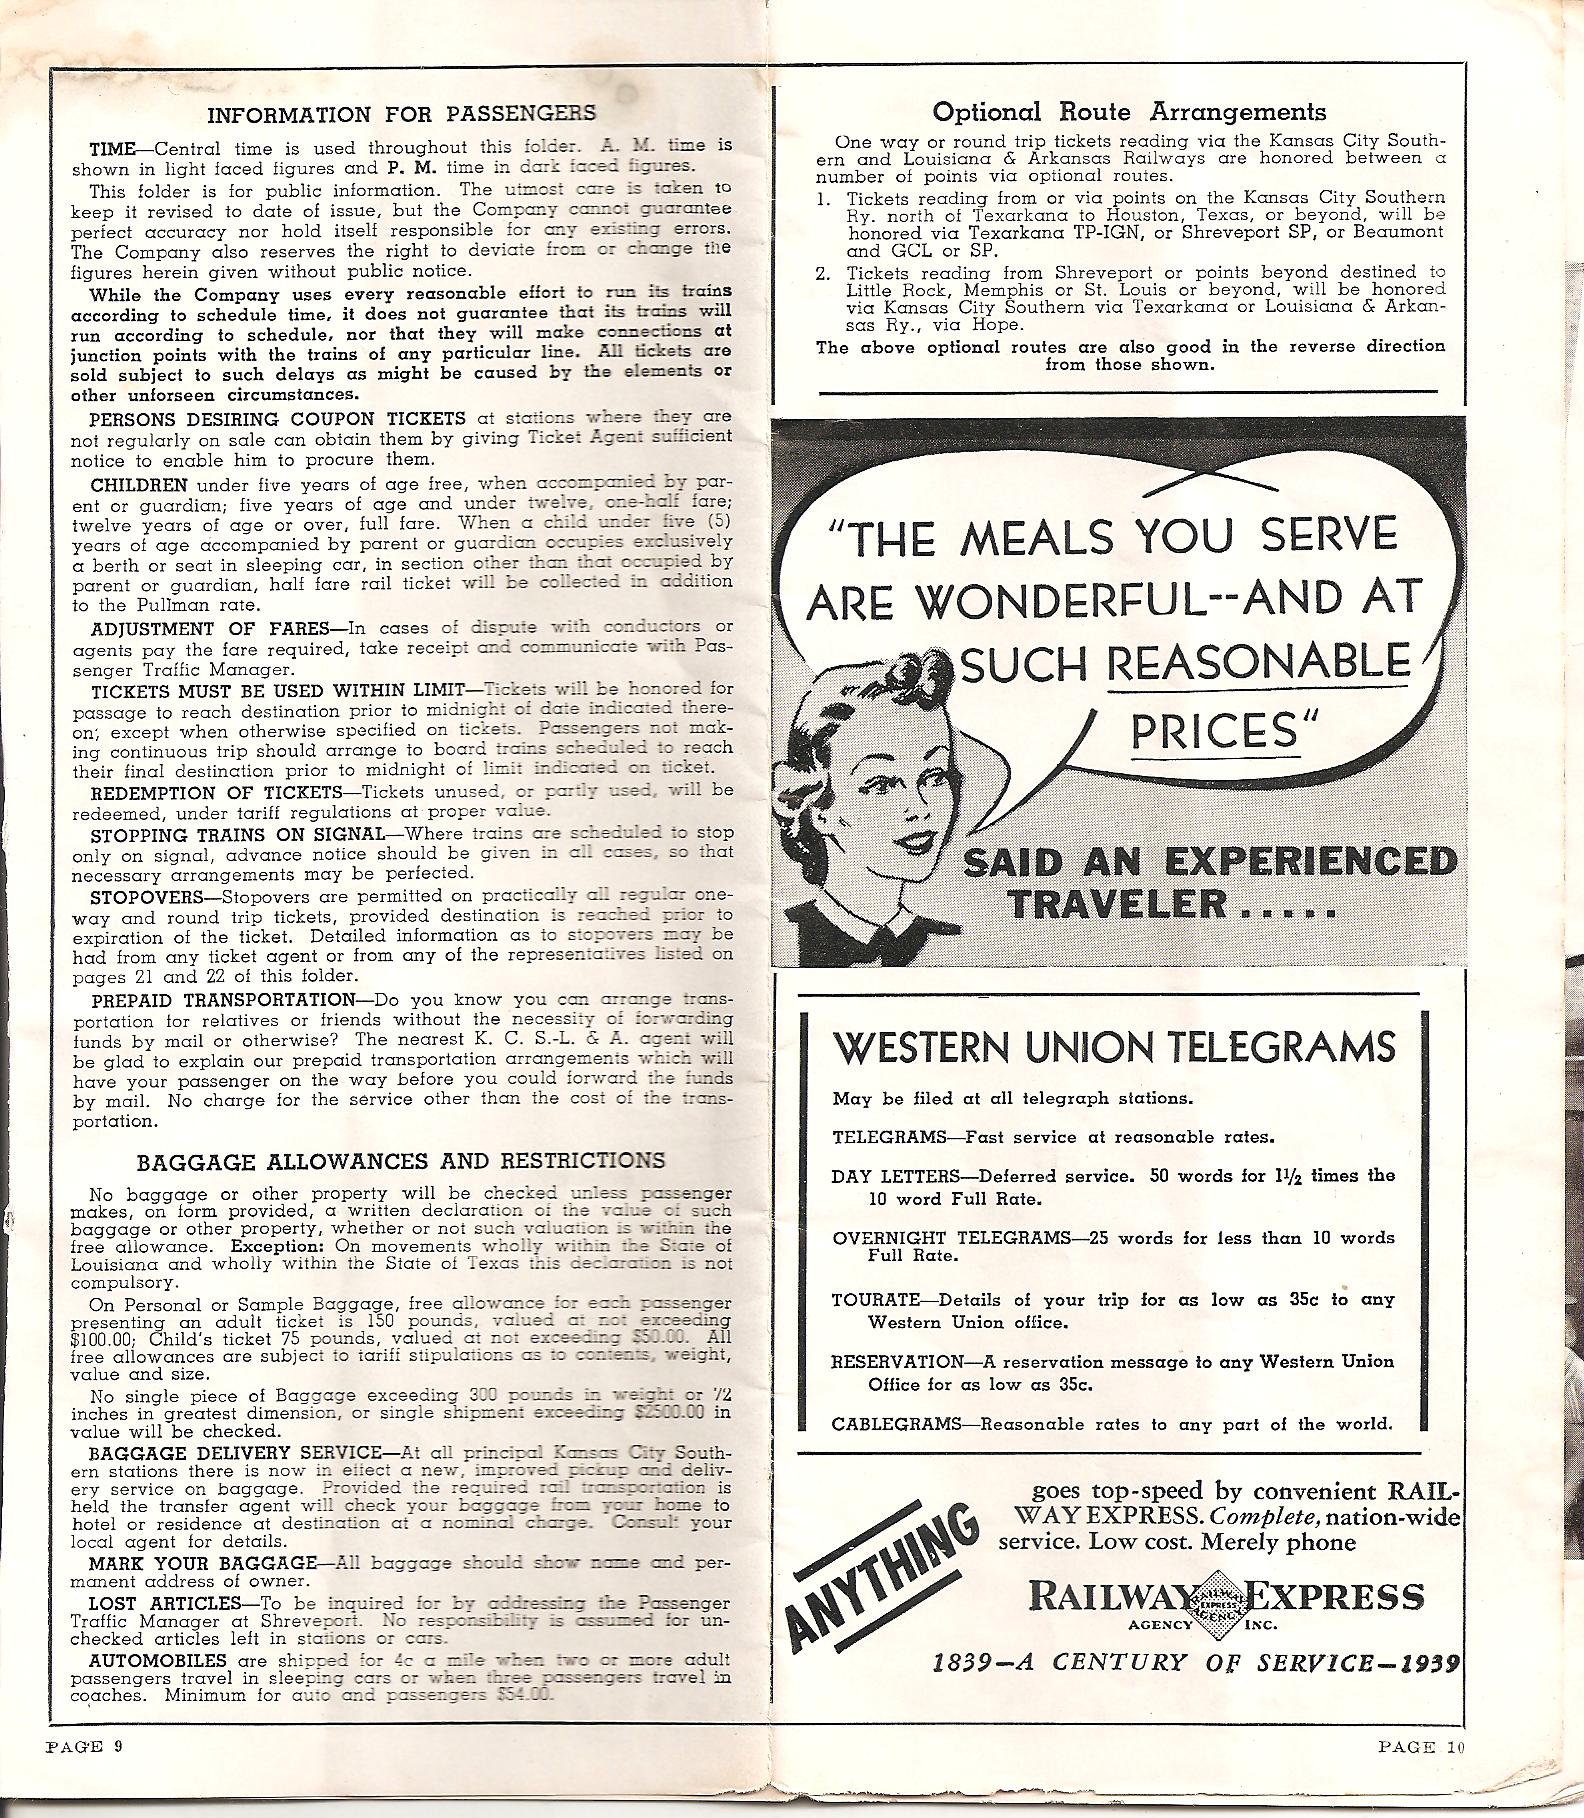 INFORMATION FOR PASSENGERS
TIME—Central time is used throughout this folder. A. M. time is
shown in light faced figures and P. M. time in dark faced figures.
This folder is for public information. The utmost care is taken to
keep it revised to date of issue, but the Company cannot guarantee
perfect accuracy nor hold itself responsible for any existing errors.
The Company also reserves the right to deviate from or change the
figures herein given without public notice.
While the Company uses every reasonable effort to run its trains
according to schedule time, it does not guarantee that its trains will
run according to schedule, nor that they will make connections at
junction points with the trains of any particular line. All tickets are
sold subject to such delays as might be caused by the elements or
other unforseen circumstances.
PERSONS DESIRING COUPON TICKETS at stations where they are
not regularly on sale can obtain them by giving Ticket Agent sufficient
notice to enable him to procure them.
CHILDREN under five years of age free, when accompanied by par-
ent or guardian; five years of age and under twelve, one-half fare;
twelve years of age or over, full fare. When a child under five (5)
years of age accompanied by parent or guardian occupies exclusively
a berth or seat in sleeping car, in section other than that occupied by
parent or guardian, half fare rail ticket will be collected in addition
to the Pullman rate.
ADJUSTMENT OF FARES—In cases of dispute with conductors or
agents pay the fare required, take receipt and communicate with Pas-
senger Traffic Manager.
TICKETS MUST BE USED WITHIN LIMIT—Tickets will be honored for
passage to reach destination prior to midnight of date indicated there-
on; except when otherwise specified on tickets. Passengers not mak-
ing continuous trip should arrange to board trains scheduled to reach
their final destination prior to midnight of limit indicated on ticket.
REDEMPTION OF TICKETS—Tickets unused, or partly used, will be
redeemed, under tariff regulations at proper value.
STOPPING TRAINS ON SIGNAL—Where trains are scheduled to stop
only on signal, advance notice should be given in all cases, so that
necessary arrangements may be perfected.
STOPOVERS—Stopovers are permitted on practically all regular one-
way and round trip tickets, provided destination is reached prior to
expiration of the ticket. Detailed information as to stopovers may be
had from any ticket agent or from any of the representatives listed on
pages 21 and 22 of this folder.
PREPAID TRANSPORTATION—Do you know you can arrange trans-
portation for relatives or friends without the necessity of forwarding
funds by mail or otherwise? The nearest K. C. S.-L. & A. agent will
be glad to explain our prepaid transportation arrangements which will
have your passenger on the way before you could forward the funds
by mail. No charge for the service other than the cost of the trans-
portation.
BAGGAGE ALLOWANCES AND RESTRICTIONS
No baggage or other property will be checked unless passenger
makes, on form provided, a written declaration of the value of such
baggage or other property, whether or not such valuation is within the
free allowance. Exception: On movements wholly within the State of
Louisiana and wholly within the State of Texas this declaration is not
compulsory.
On Personal or Sample Baggage, free allowance for each passenger
presenting an adult ticket is 150 pounds, valued at not exceeding
$100.00; Child's ticket 75 pounds, valued at not exceeding $50.00. All
free allowances are subject to tariff stipulations as to contents, weight,
value and size.
No single piece of Baggage exceeding 300 pounds in weight or 72
inches in greatest dimension, or single shipment exceeding $2500.00 in
value will be checked.
BAGGAGE DELIVERY SERVICE—At all principal Kansas City South-
ern stations there is now in effect a new, improved pickup and deliv-
ery service on baggage. Provided the required rail transportation is
held the transfer agent will check your baggage from your home to
hotel or residence at destination at a nominal charge. Consult your
local agent for details.
MARK YOUR BAGGAGE—All baggage should show name and per-
manent address of owner.
LOST ARTICLES—To be inquired for by addressing the Passenger
Traffic Manager at Shreveport. No responsibility is assumed for un-
checked articles left in stations or cars.
AUTOMOBILES are shipped for 4c a mile when two or more adult
passengers travel in sleeping cars or when three passengers travel in
coaches. Minimum for auto and passengers $54.00.
PAGE 9
Optional Route Arrangements
One way or round trip tickets reading via the Kansas City South-
ern and Louisiana & Arkansas Railways are honored between a
number of points via optional routes.
1. Tickets reading from or via points on the Kansas City Southern
Ry. north of Texarkana to Houston, Texas, or beyond, will be
honored via Texarkana TP-IGN, or Shreveport SP, or Beaumont
and GCL or SP.
2. Tickets reading from Shreveport or points beyond destined to
Little Rock, Memphis or St. Louis or beyond, will be honored
via Kansas City Southern via Texarkana or Louisiana & Arkan-
sas Ry., via Hope.
The above optional routes are also good in the reverse direction
from those shown.
"THE MEALS YOU SERVE
ARE WONDERFUL--AND AT
SUCH REASONABLE
PRICES"
SAID AN EXPERIENCED
TRAVELER.....
WESTERN UNION TELEGRAMS
May be filed at all telegraph stations.
TELEGRAMS—Fast service at reasonable rates.
DAY LETTERS—Deferred service. 50 words for 1½ times the
10 word Full Rate.
OVERNIGHT TELEGRAMS—25 words for less than 10 words
Full Rate.
TOURATE—Details of your trip for as low as 35c to any
Western Union office.
RESERVATION—A reservation message to any Western Union
Office for as low as 35c.
CABLEGRAMS—Reasonable rates to any part of the world.
ANYTHING
goes top-speed by convenient RAIL-
WAY EXPRESS. Complete, nation-wide
service. Low cost. Merely phone
RAILWAY EXPRESS
AGENCY INC.
1839—A CENTURY OF SERVICE—1939
PAGE 10